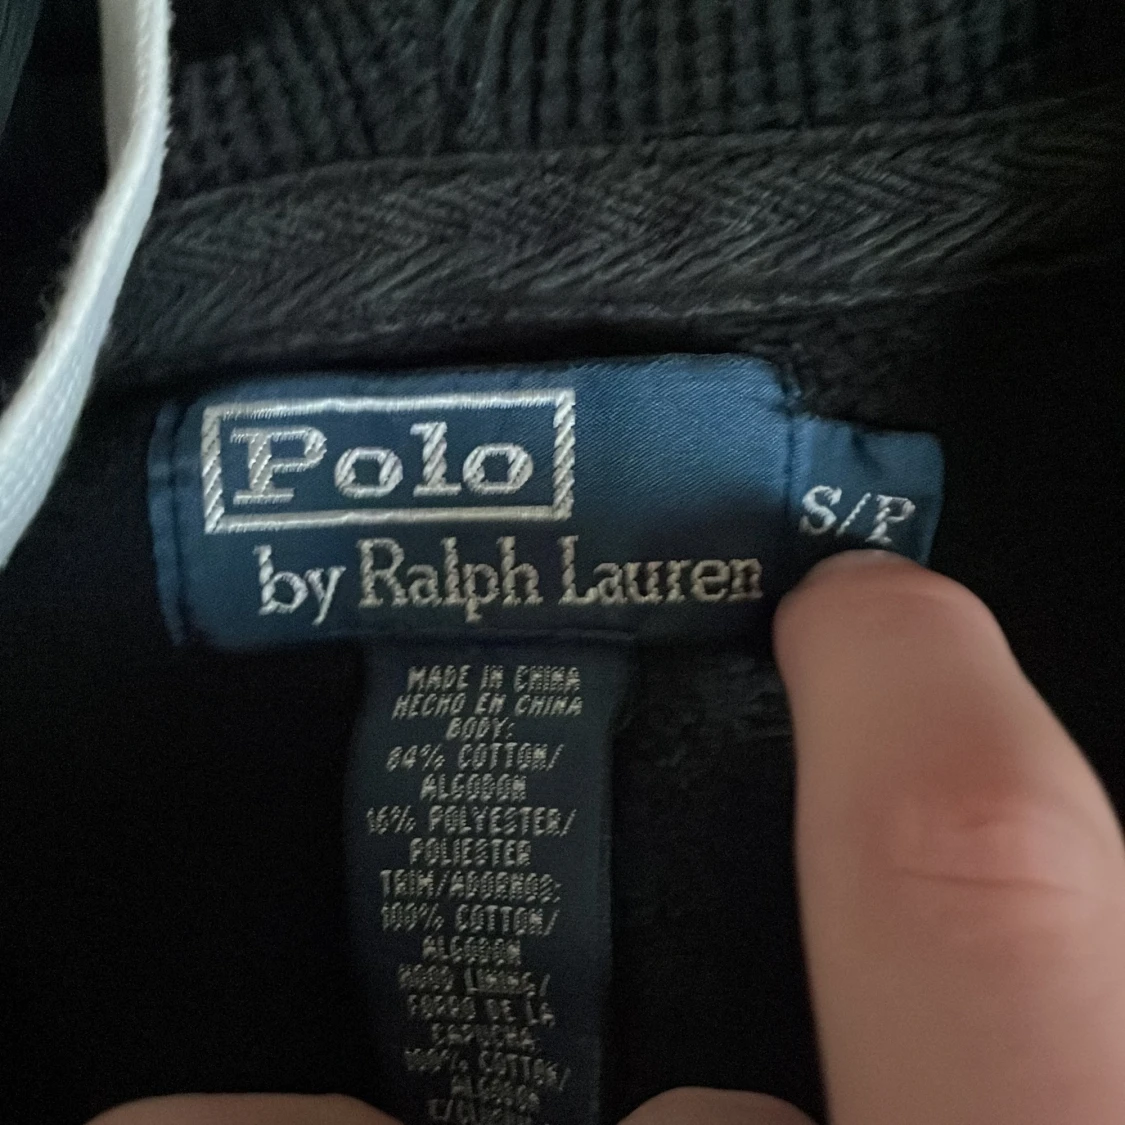 Polo
by Ralph Lauren
S/P
MADE IN CHINA
HECHO EN CHINA
BODY:
84% COTTON/
ALGODON
16% POLYESTER/
POLIESTER
TRIM/ADORNOS:
100% COTTON/
ALGODON
HOOD LINING/
FORRO DE LA
CAPUCHA
100% COTTON/
ALGODON